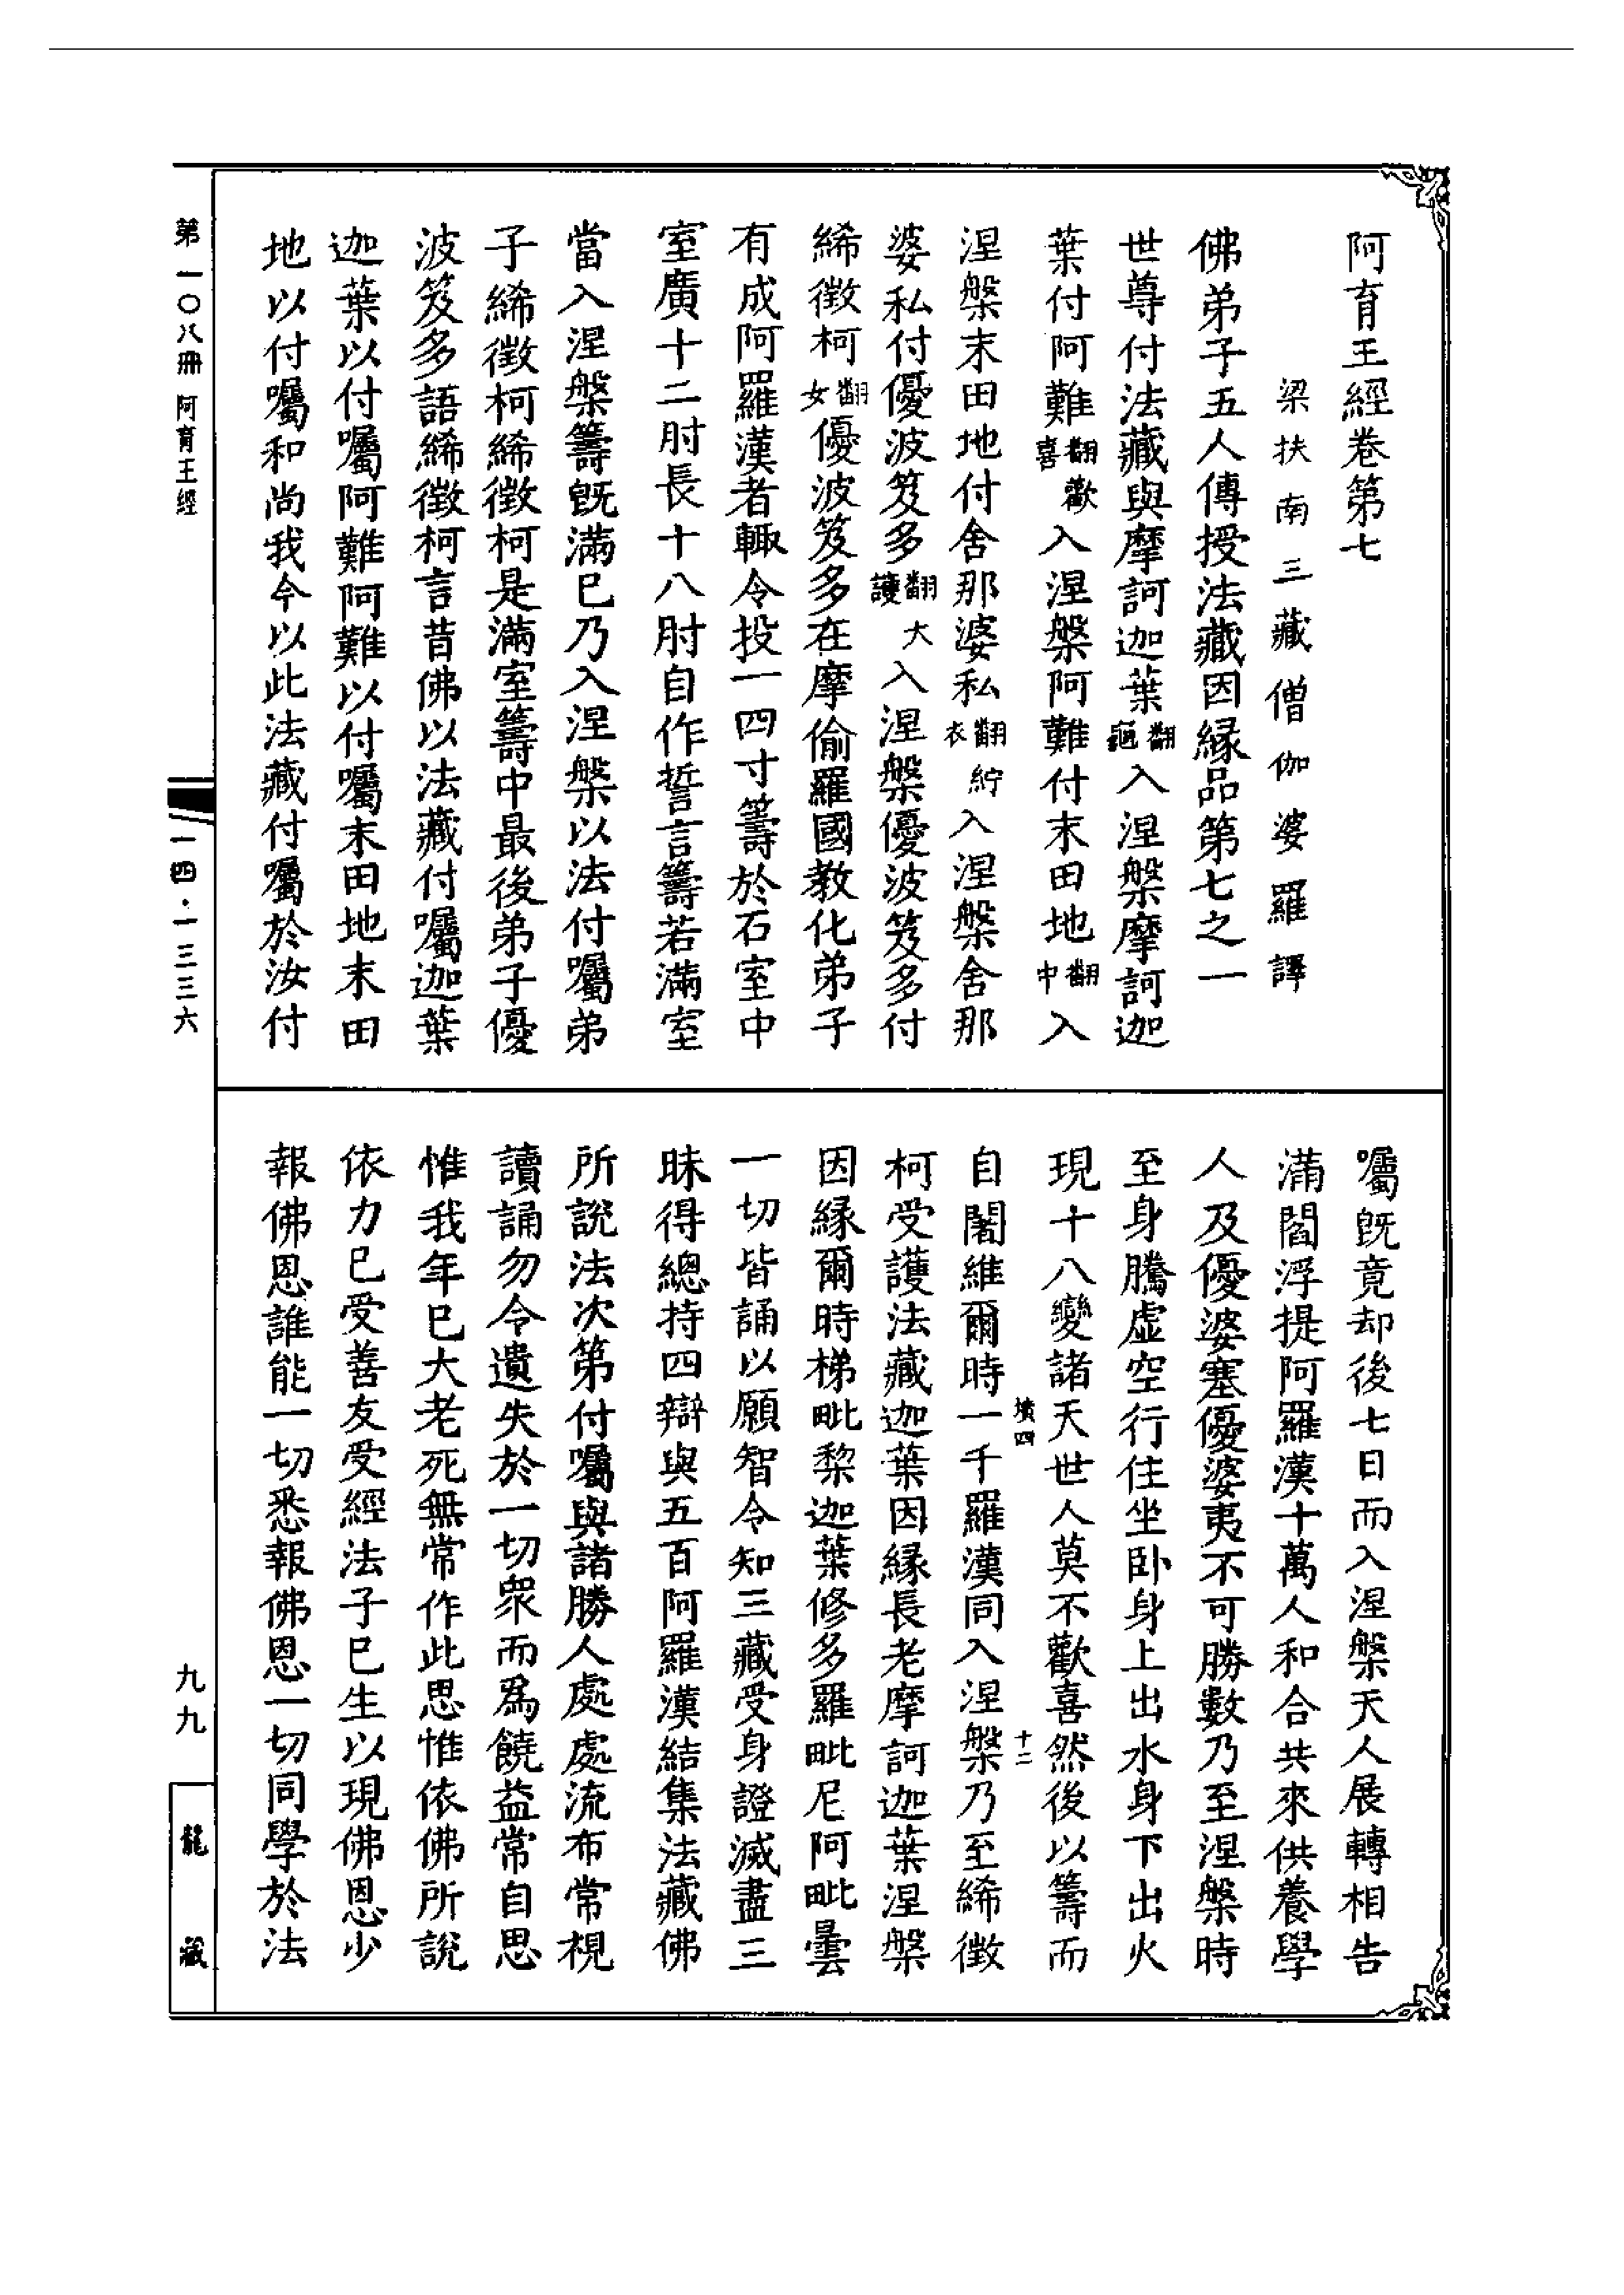 阿育王經卷第七
梁扶南三藏僧伽婆羅譯
佛弟子五人傳授法藏因縁品第七之一
世尊付法藏與摩訶迦葉翻龜入涅槃摩訶迦
葉付阿難翻歡喜入涅槃阿難付末田地翻中入
涅槃末田地付舍那婆私翻紵衣入涅槃舍那
婆私付優波笈多翻大護入涅槃優波笈多付
絺徵柯翻女優波笈多在摩偷羅國教化弟子
有成阿羅漢者輙令投一四寸籌於石室中
室廣十二肘長十八肘自作誓言籌若滿室
當入涅槃籌旣滿巳乃入涅槃以法付囑弟
子絺徵柯絺徵柯是滿室籌中最後弟子優
波笈多語絺徵柯言昔佛以法藏付囑迦葉
迦葉以付囑阿難阿難以付囑末田地末田
地以付囑和尚我今以此法藏付囑於汝付
囑旣竟却後七日而入涅槃天人展轉相告
滿閻浮提阿羅漢十萬人和合共來供養學
人及優婆塞優婆夷不可勝數乃至涅槃時
至身騰虚空行住坐卧身上出水身下出火
現十八變諸天世人莫不歡喜然後以籌而
墳四
十二
自闍維爾時一千羅漢同入涅槃乃至絺徵
柯受護法藏迦葉因縁長老摩訶迦葉涅槃
因縁爾時梯毗黎迦葉修多羅毗尼阿毗曇
一切皆誦以願智令知三藏受身證滅盡三
昧得總持四辯與五百阿羅漢結集法藏佛
所說法次第付囑與諸勝人處處流布常視
讀誦勿令遺失於一切衆而爲饒益常自思
惟我年巳大老死無常作此思惟依佛所說
依力巳受善友受經法子巳生以現佛恩少
報佛恩誰能一切悉報佛恩一切同學於法
第一〇八冊 阿育王經
一四·一三三六
九九
龍藏